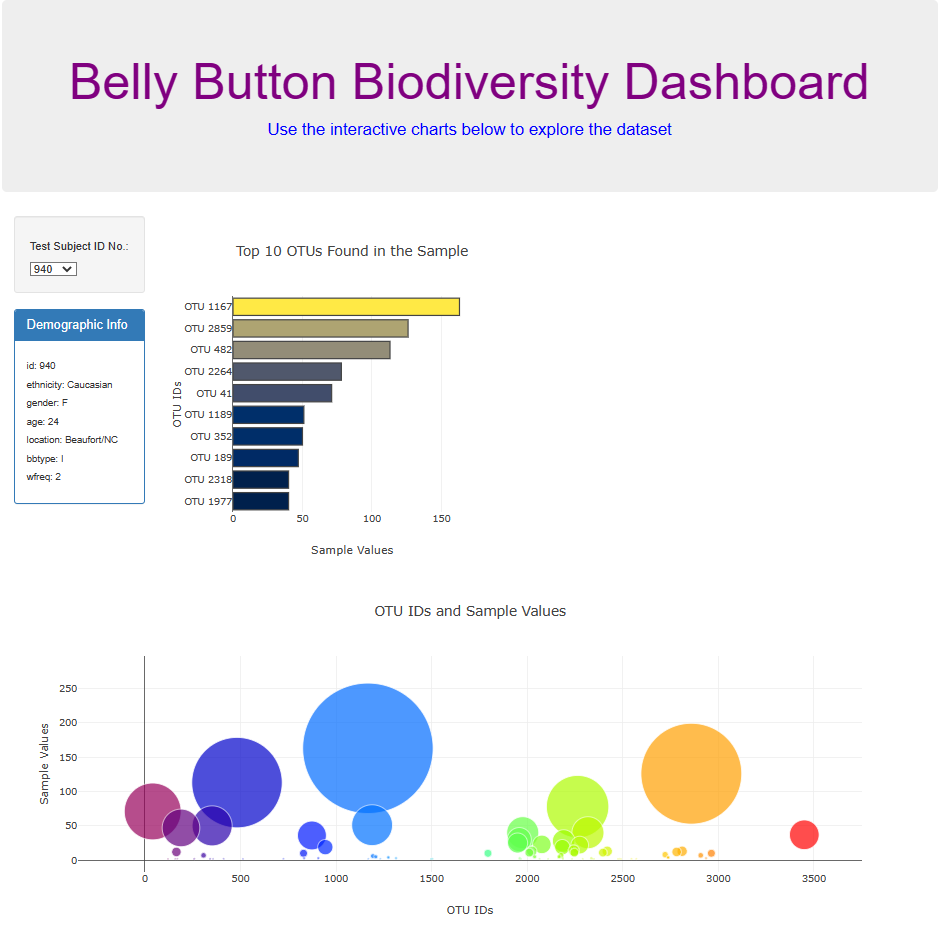 Belly Button Biodiversity Dashboard
Use the interactive charts below to explore the dataset
Test Subject ID No.:
940
Demographic Info
id: 940
ethnicity: Caucasian
gender: F
age: 24
location: Beaufort/NC
bbtype: I
wfreq: 2
Top 10 OTUs Found in the Sample
OTU IDs
OTU 1167
OTU 2859
OTU 482
OTU 2264
OTU 41
OTU 1189
OTU 352
OTU 189
OTU 2318
OTU 1977
0 50 100 150
Sample Values
OTU IDs and Sample Values
Sample Values
250
200
150
100
50
0
0 500 1000 1500 2000 2500 3000 3500
OTU IDs